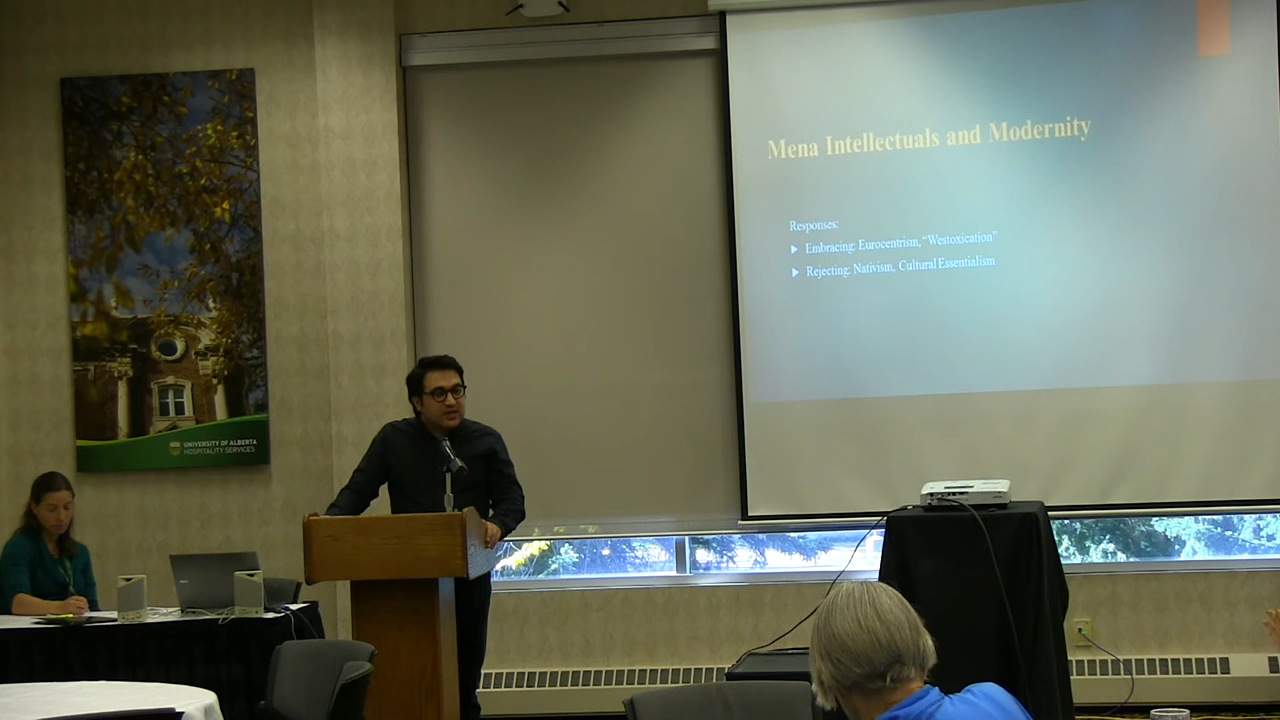 Mena Intellectuals and Modernity
Responses:
Embracing: Eurocentrism, “Westoxication”
Rejecting: Nativism, Cultural Essentialism
UNIVERSITY OF ALBERTA
HOSPITALITY SERVICES